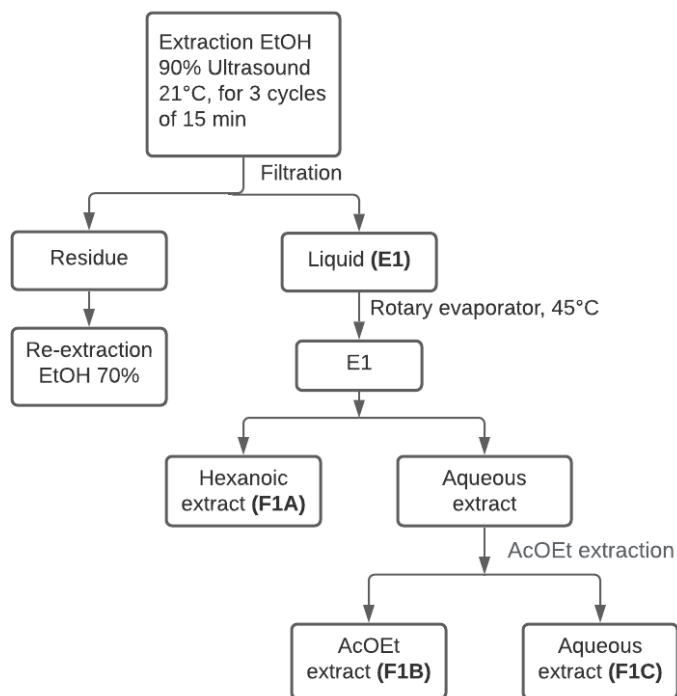 Extraction EtOH
90% Ultrasound
21°C, for 3 cycles
of 15 min
Filtration
Residue
Liquid (E1)
Rotary evaporator, 45°C
Re-extraction
EtOH 70%
E1
Hexanoic
extract (F1A)
Aqueous
extract
AcOEt extraction
AcOEt
extract (F1B)
Aqueous
extract (F1C)